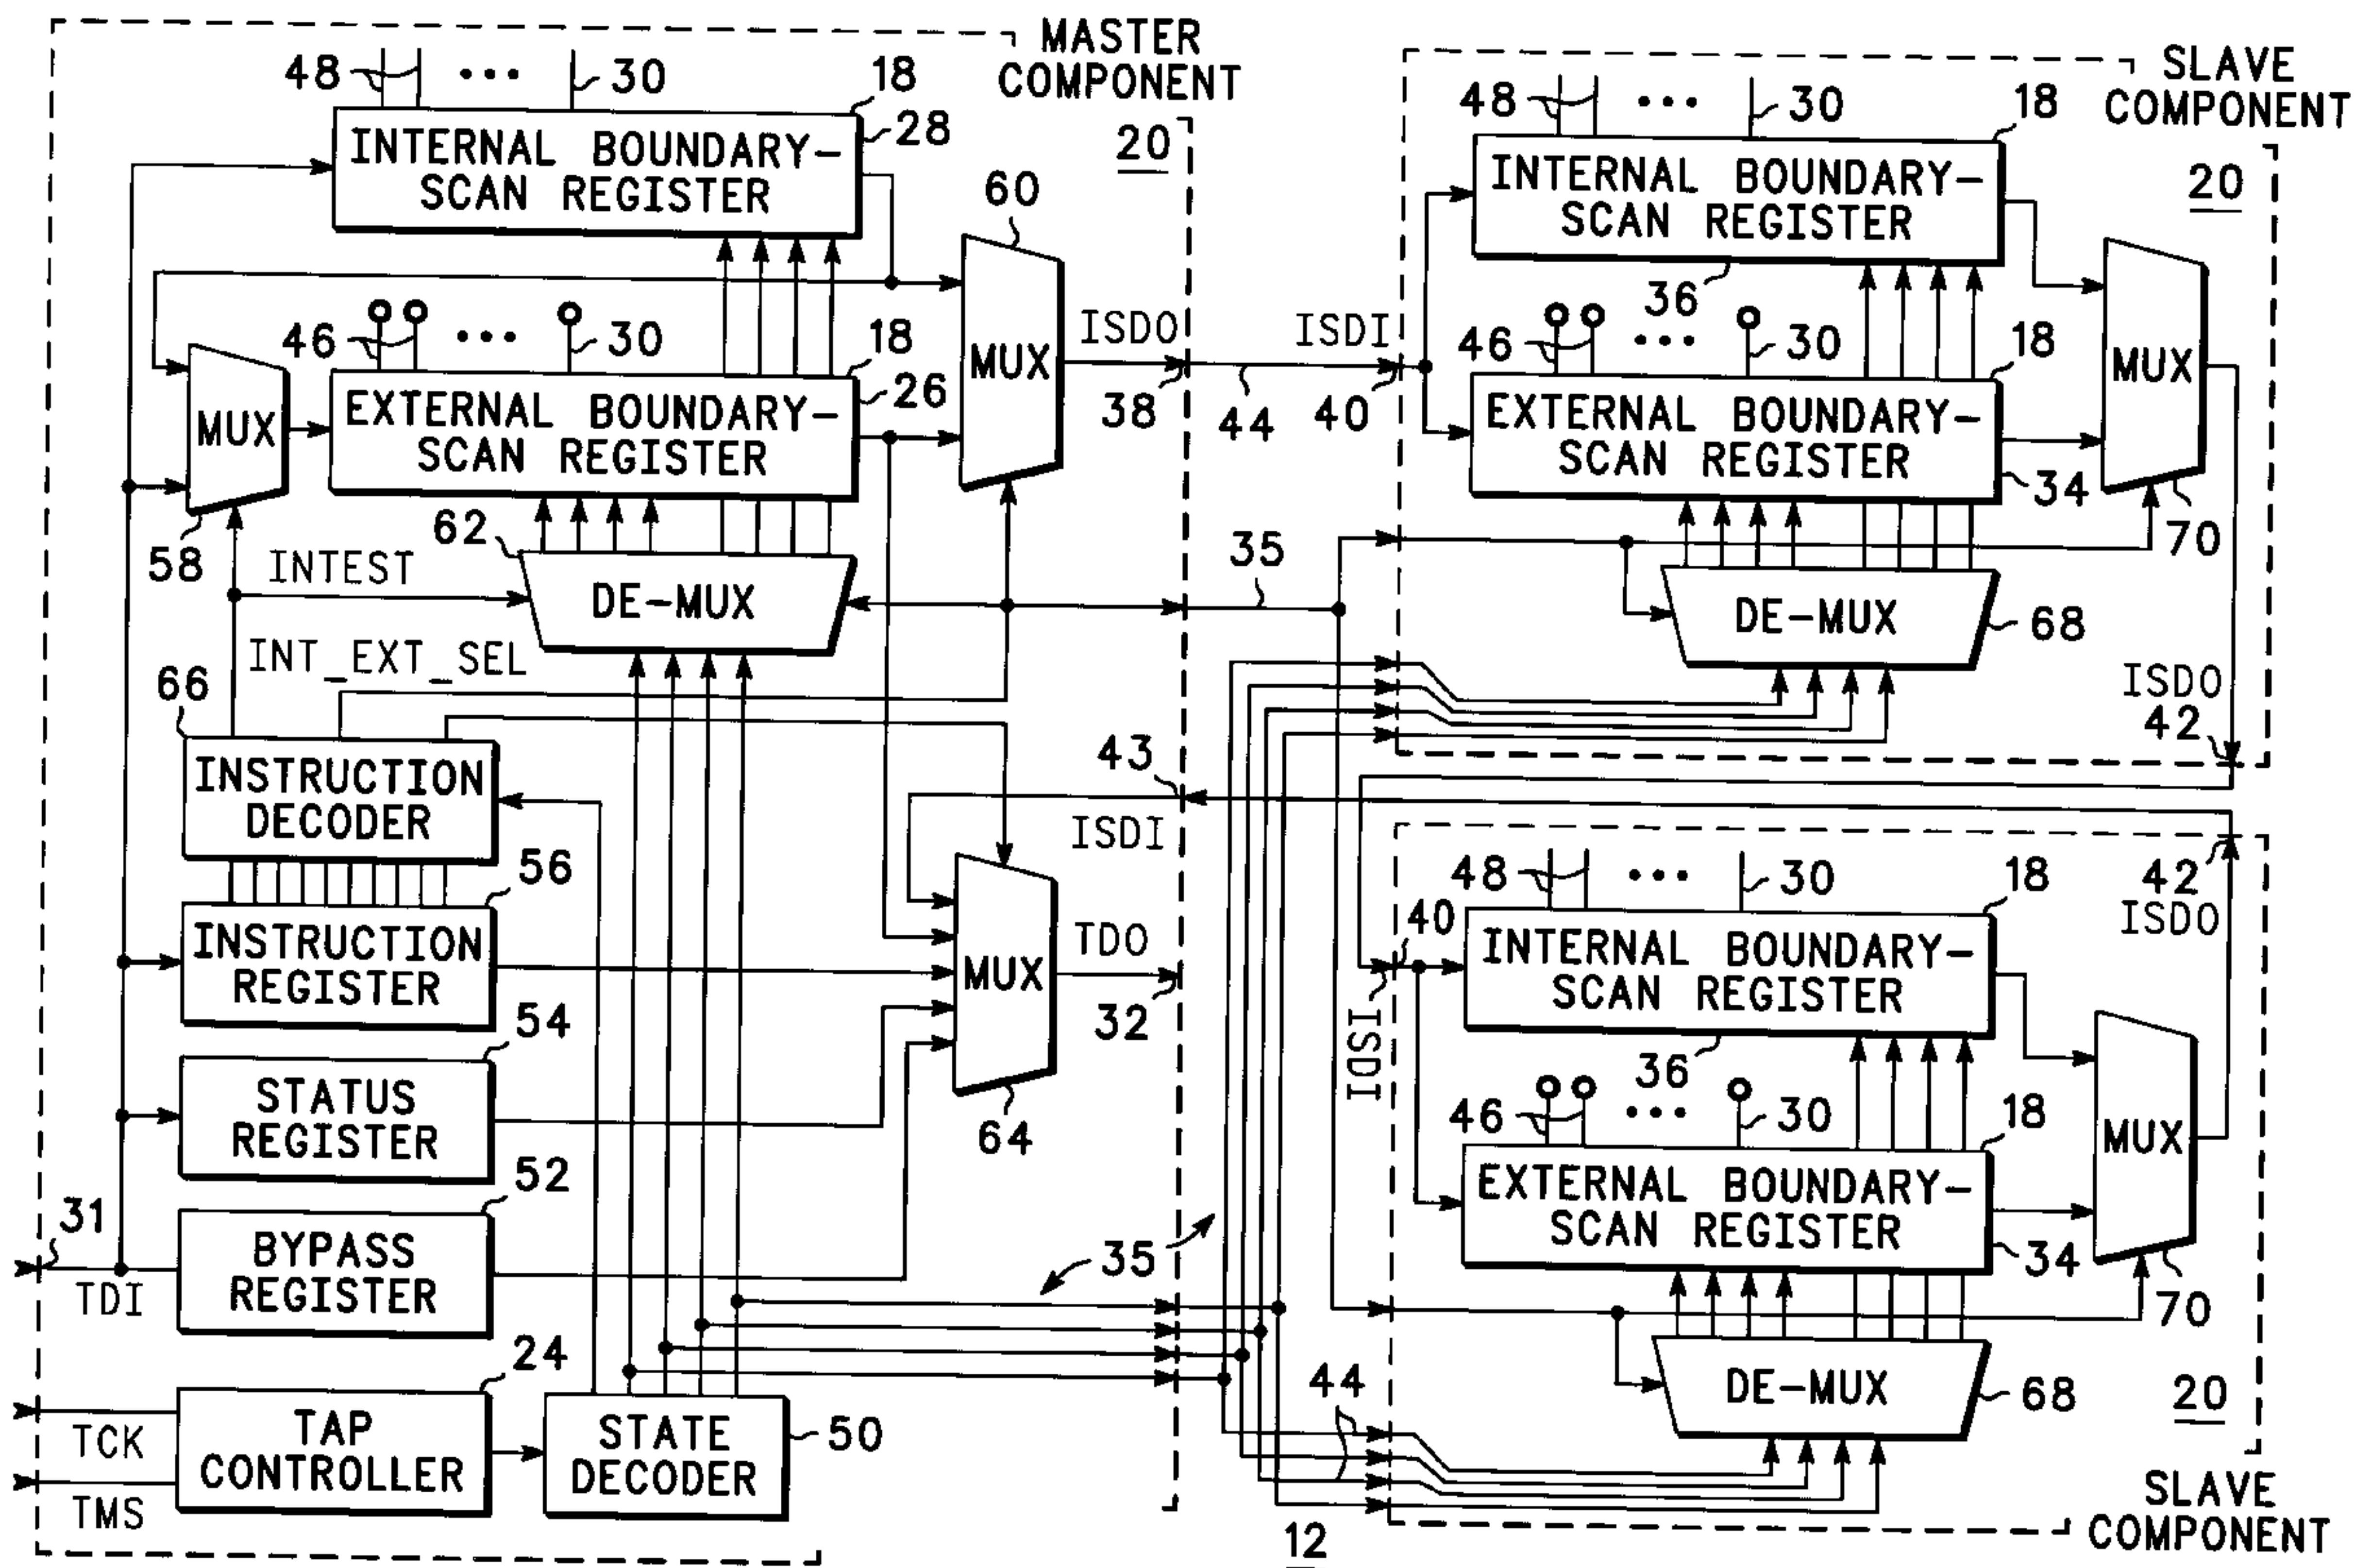 MASTER
COMPONENT
48 ••• 30 18
28
INTERNAL BOUNDARY-
SCAN REGISTER
20
60
46 ••• 30 18
26
MUX
EXTERNAL BOUNDARY-
SCAN REGISTER
MUX
ISDO
38
58
62
INTEST
DE-MUX
INT_EXT_SEL
66
INSTRUCTION
DECODER
43
ISDI
56
INSTRUCTION
REGISTER
MUX
TDO
32
54
STATUS
REGISTER
64
52
31
TDI
BYPASS
REGISTER
35
24
TCK
TMS
TAP
CONTROLLER
STATE
DECODER
50
ISDI
44
40
35
SLAVE
COMPONENT
48 ••• 30 18
20
INTERNAL BOUNDARY-
SCAN REGISTER
36
46 ••• 30 18
MUX
EXTERNAL BOUNDARY-
SCAN REGISTER
34
70
DE-MUX
68
ISDO
42
42
ISDO
48 ••• 30 18
40
ISDI
INTERNAL BOUNDARY-
SCAN REGISTER
36
46 ••• 30 18
MUX
EXTERNAL BOUNDARY-
SCAN REGISTER
34
70
44
DE-MUX
68
20
SLAVE
COMPONENT
12